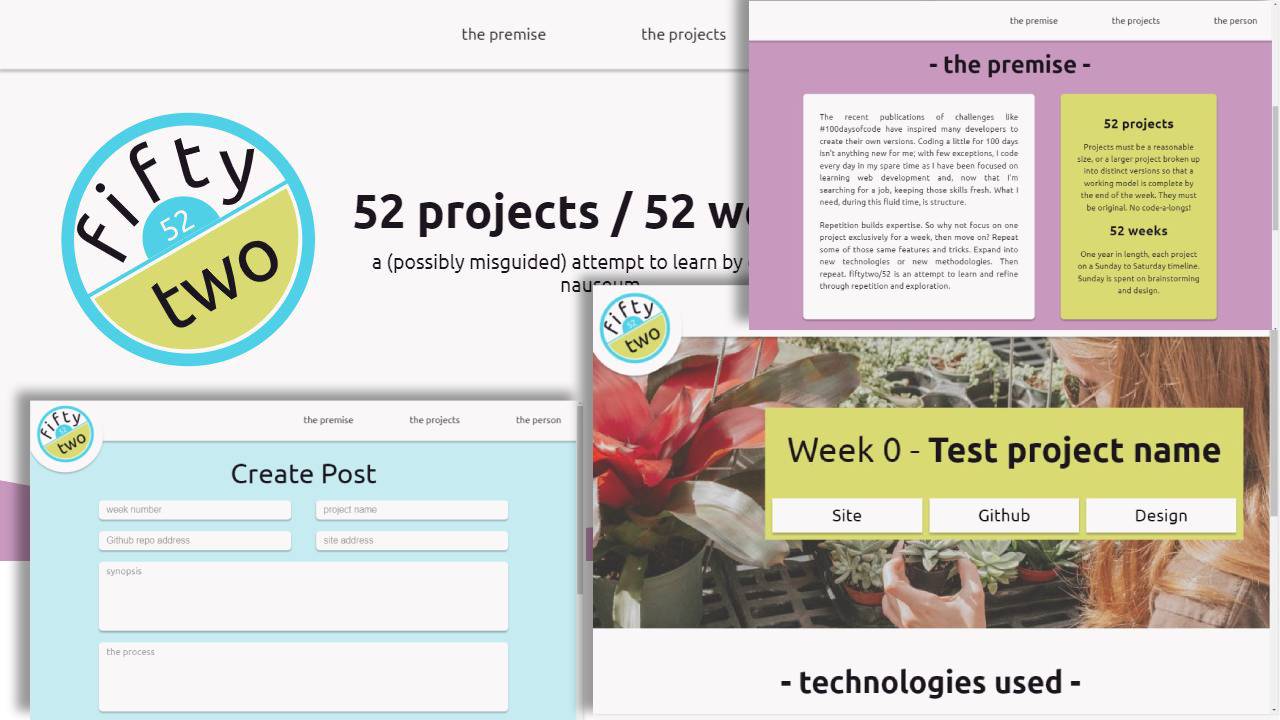 the premise
the projects
fifty
52
two
52 projects / 52
a (possibly misguided) attempt to learn by
the premise
the projects
the person
- the premise -
The recent publications of challenges like
#100daysofcode have inspired many developers to
create their own versions. Coding a little for 100 days
isn't anything new for me; with few exceptions, I code
every day in my spare time as I have been focused on
learning web development and, now that I'm
searching for a job, keeping those skills fresh. What I
need, during this fluid time, is structure.
Repetition builds expertise. So why not focus on one
project exclusively for a week, then move on? Repeat
some of those same features and tricks. Expand into
new technologies or new methodologies. Then
repeat. fiftytwo/52 is an attempt to learn and refine
through repetition and exploration.
52 projects
Projects must be a reasonable
size, or a larger project broken up
into distinct versions so that a
working model is complete by
the end of the week. They must
be original. No code-a-longs!
52 weeks
One year in length, each project
on a Sunday to Saturday timeline.
Sunday is spent on brainstorming
and design.
fifty
52
two
the premise
the projects
the person
Create Post
week number
project name
Github repo address
site address
synopsis
the process
fifty
52
two
Week 0 - Test project name
Site
Github
Design
- technologies used -